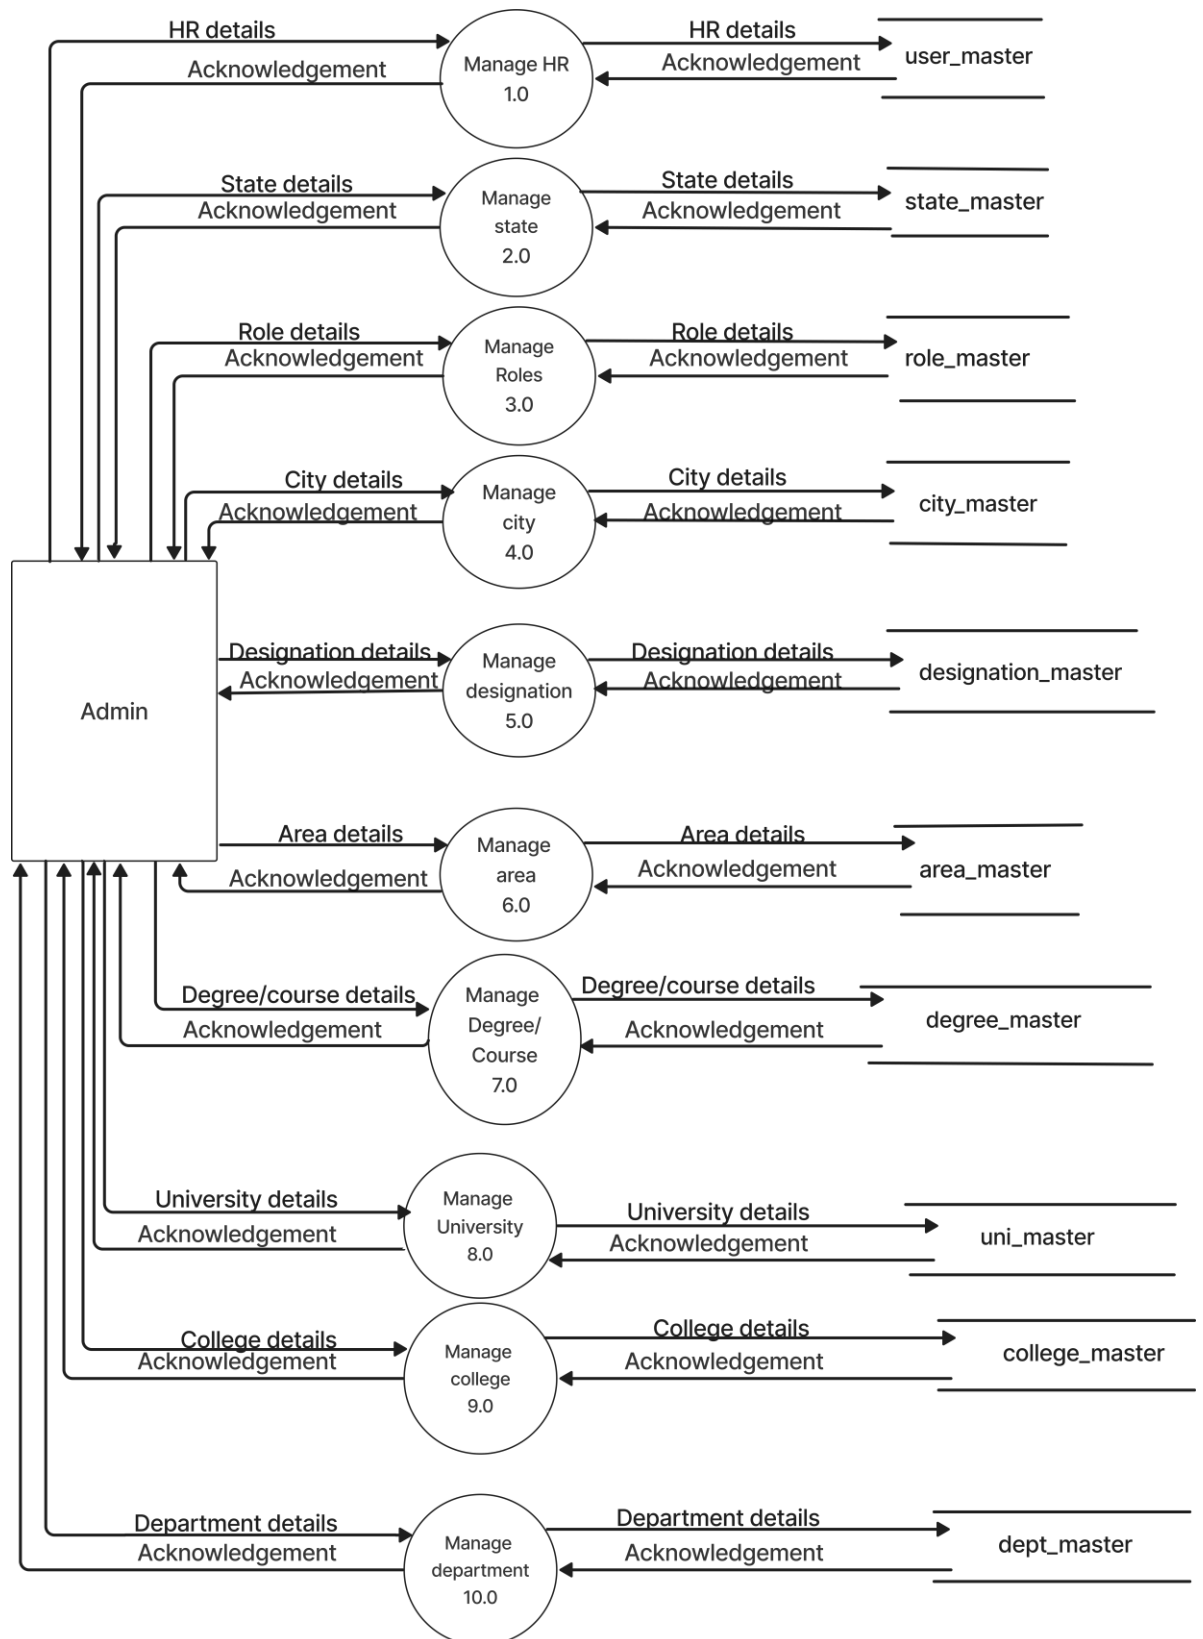 HR details
Acknowledgement
Manage HR
1.0
HR details
Acknowledgement
user_master
State details
Acknowledgement
Manage
state
2.0
State details
Acknowledgement
state_master
Role details
Acknowledgement
Manage
Roles
3.0
Role details
Acknowledgement
role_master
City details
Acknowledgement
Manage
city
4.0
City details
Acknowledgement
city_master
Admin
Designation details
Acknowledgement
Manage
designation
5.0
Designation details
Acknowledgement
designation_master
Area details
Acknowledgement
Manage
area
6.0
Area details
Acknowledgement
area_master
Degree/course details
Acknowledgement
Manage
Degree/
Course
7.0
Degree/course details
Acknowledgement
degree_master
University details
Acknowledgement
Manage
University
8.0
University details
Acknowledgement
uni_master
College details
Acknowledgement
Manage
college
9.0
College details
Acknowledgement
college_master
Department details
Acknowledgement
Manage
department
10.0
Department details
Acknowledgement
dept_master